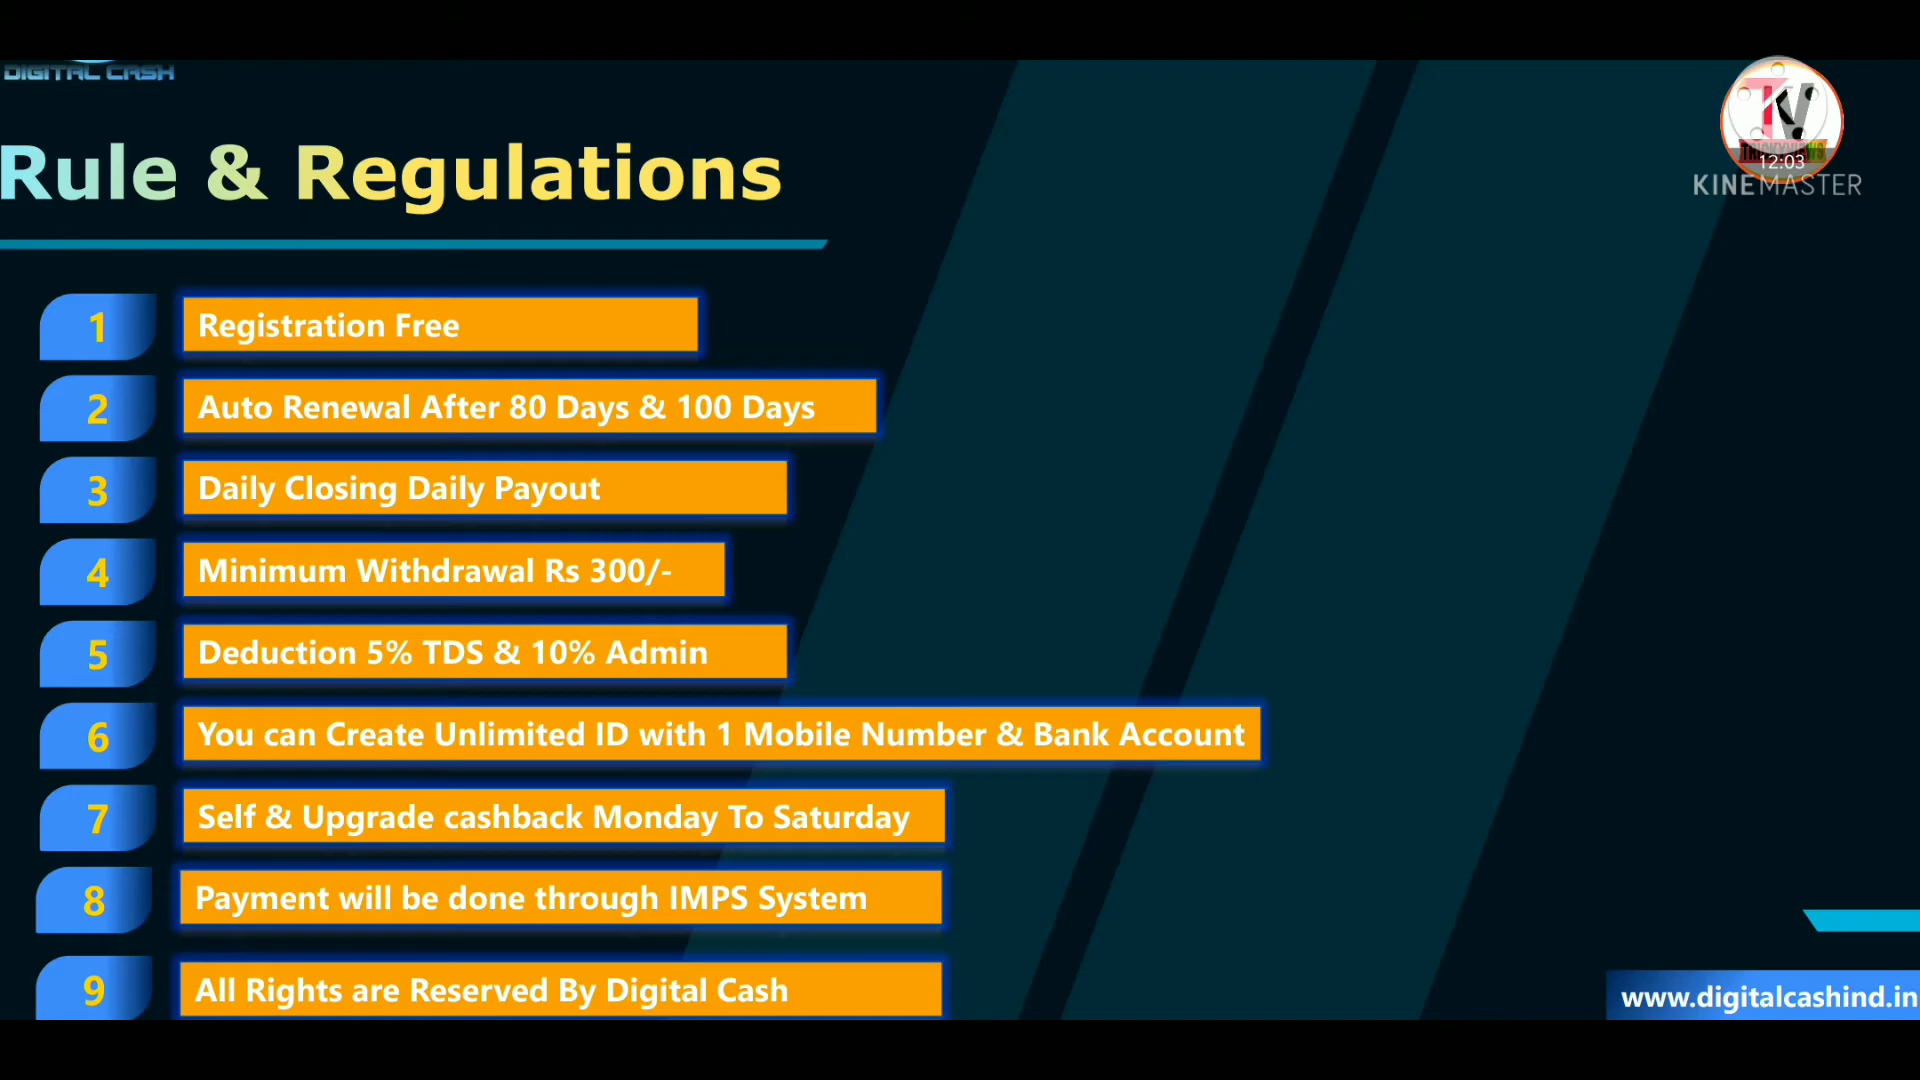 DIGITAL CASH
Rule & Regulations
1 Registration Free
2 Auto Renewal After 80 Days & 100 Days
3 Daily Closing Daily Payout
4 Minimum Withdrawal Rs 300/-
5 Deduction 5% TDS & 10% Admin
6 You can Create Unlimited ID with 1 Mobile Number & Bank Account
7 Self & Upgrade cashback Monday To Saturday
8 Payment will be done through IMPS System
9 All Rights are Reserved By Digital Cash
TKV
12:03
KINEMASTER
www.digitalcashind.in